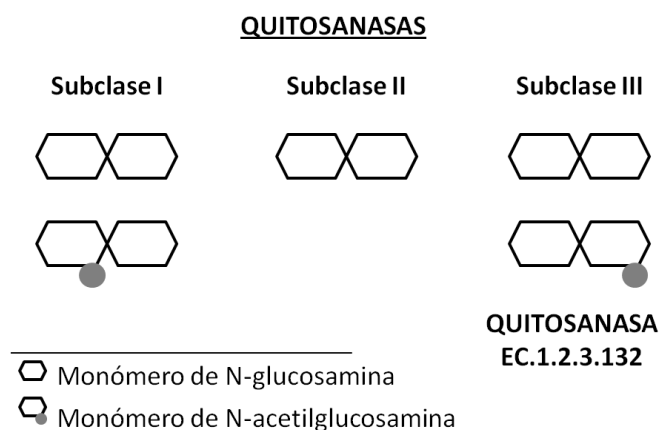 QUITOSANASAS
Subclase I
Subclase II
Subclase III
QUITOSANASA
EC.1.2.3.132
Monómero de N-glucosamina
Monómero de N-acetilglucosamina